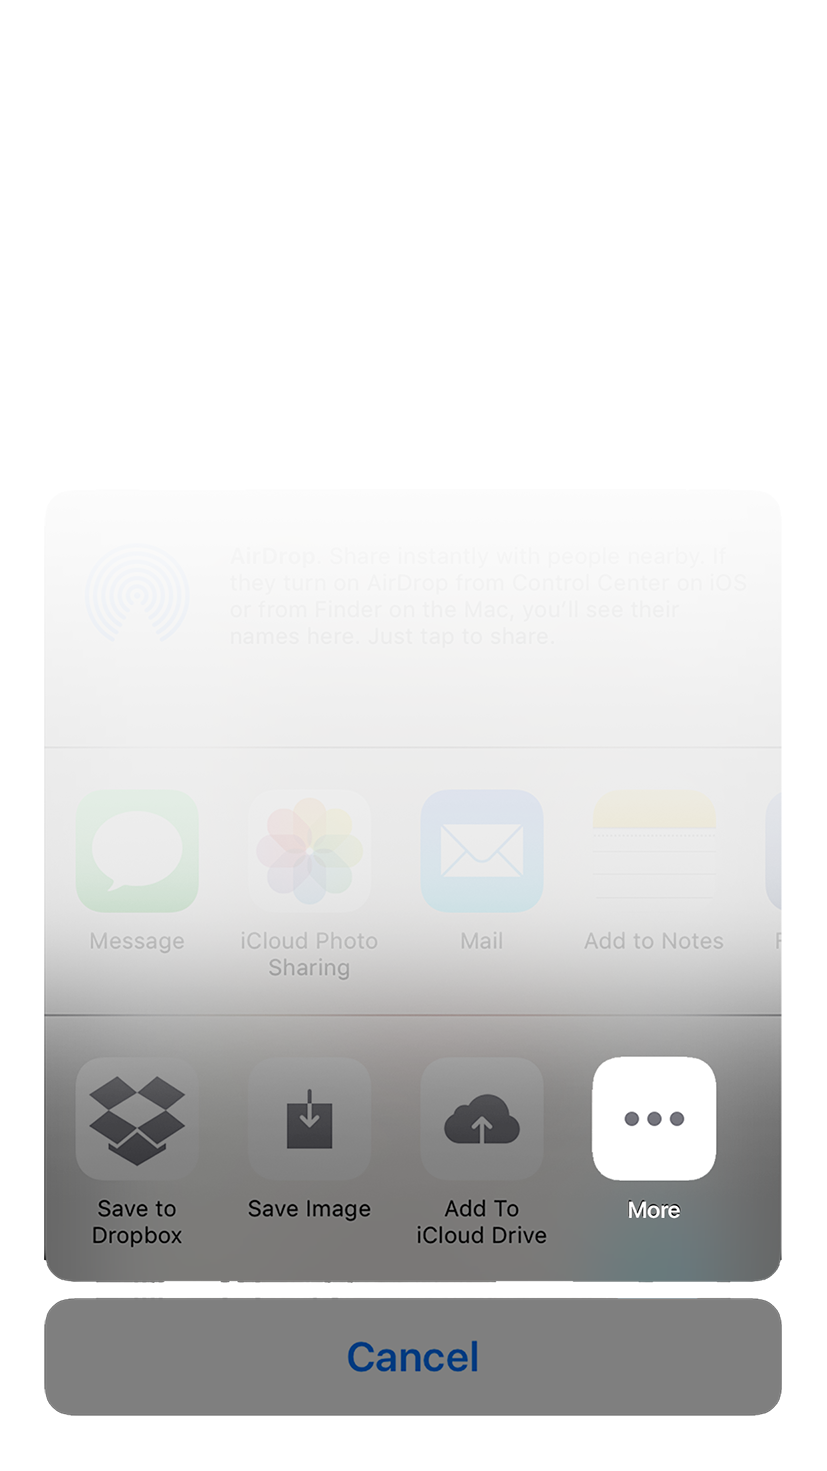 AirDrop. Share instantly with people nearby. If
they turn on AirDrop from Control Center on iOS
or from Finder on the Mac, you'll see their
names here. Just tap to share.
Message
iCloud Photo
Sharing
Mail
Add to Notes
Save to
Dropbox
Save Image
Add To
iCloud Drive
More
Cancel